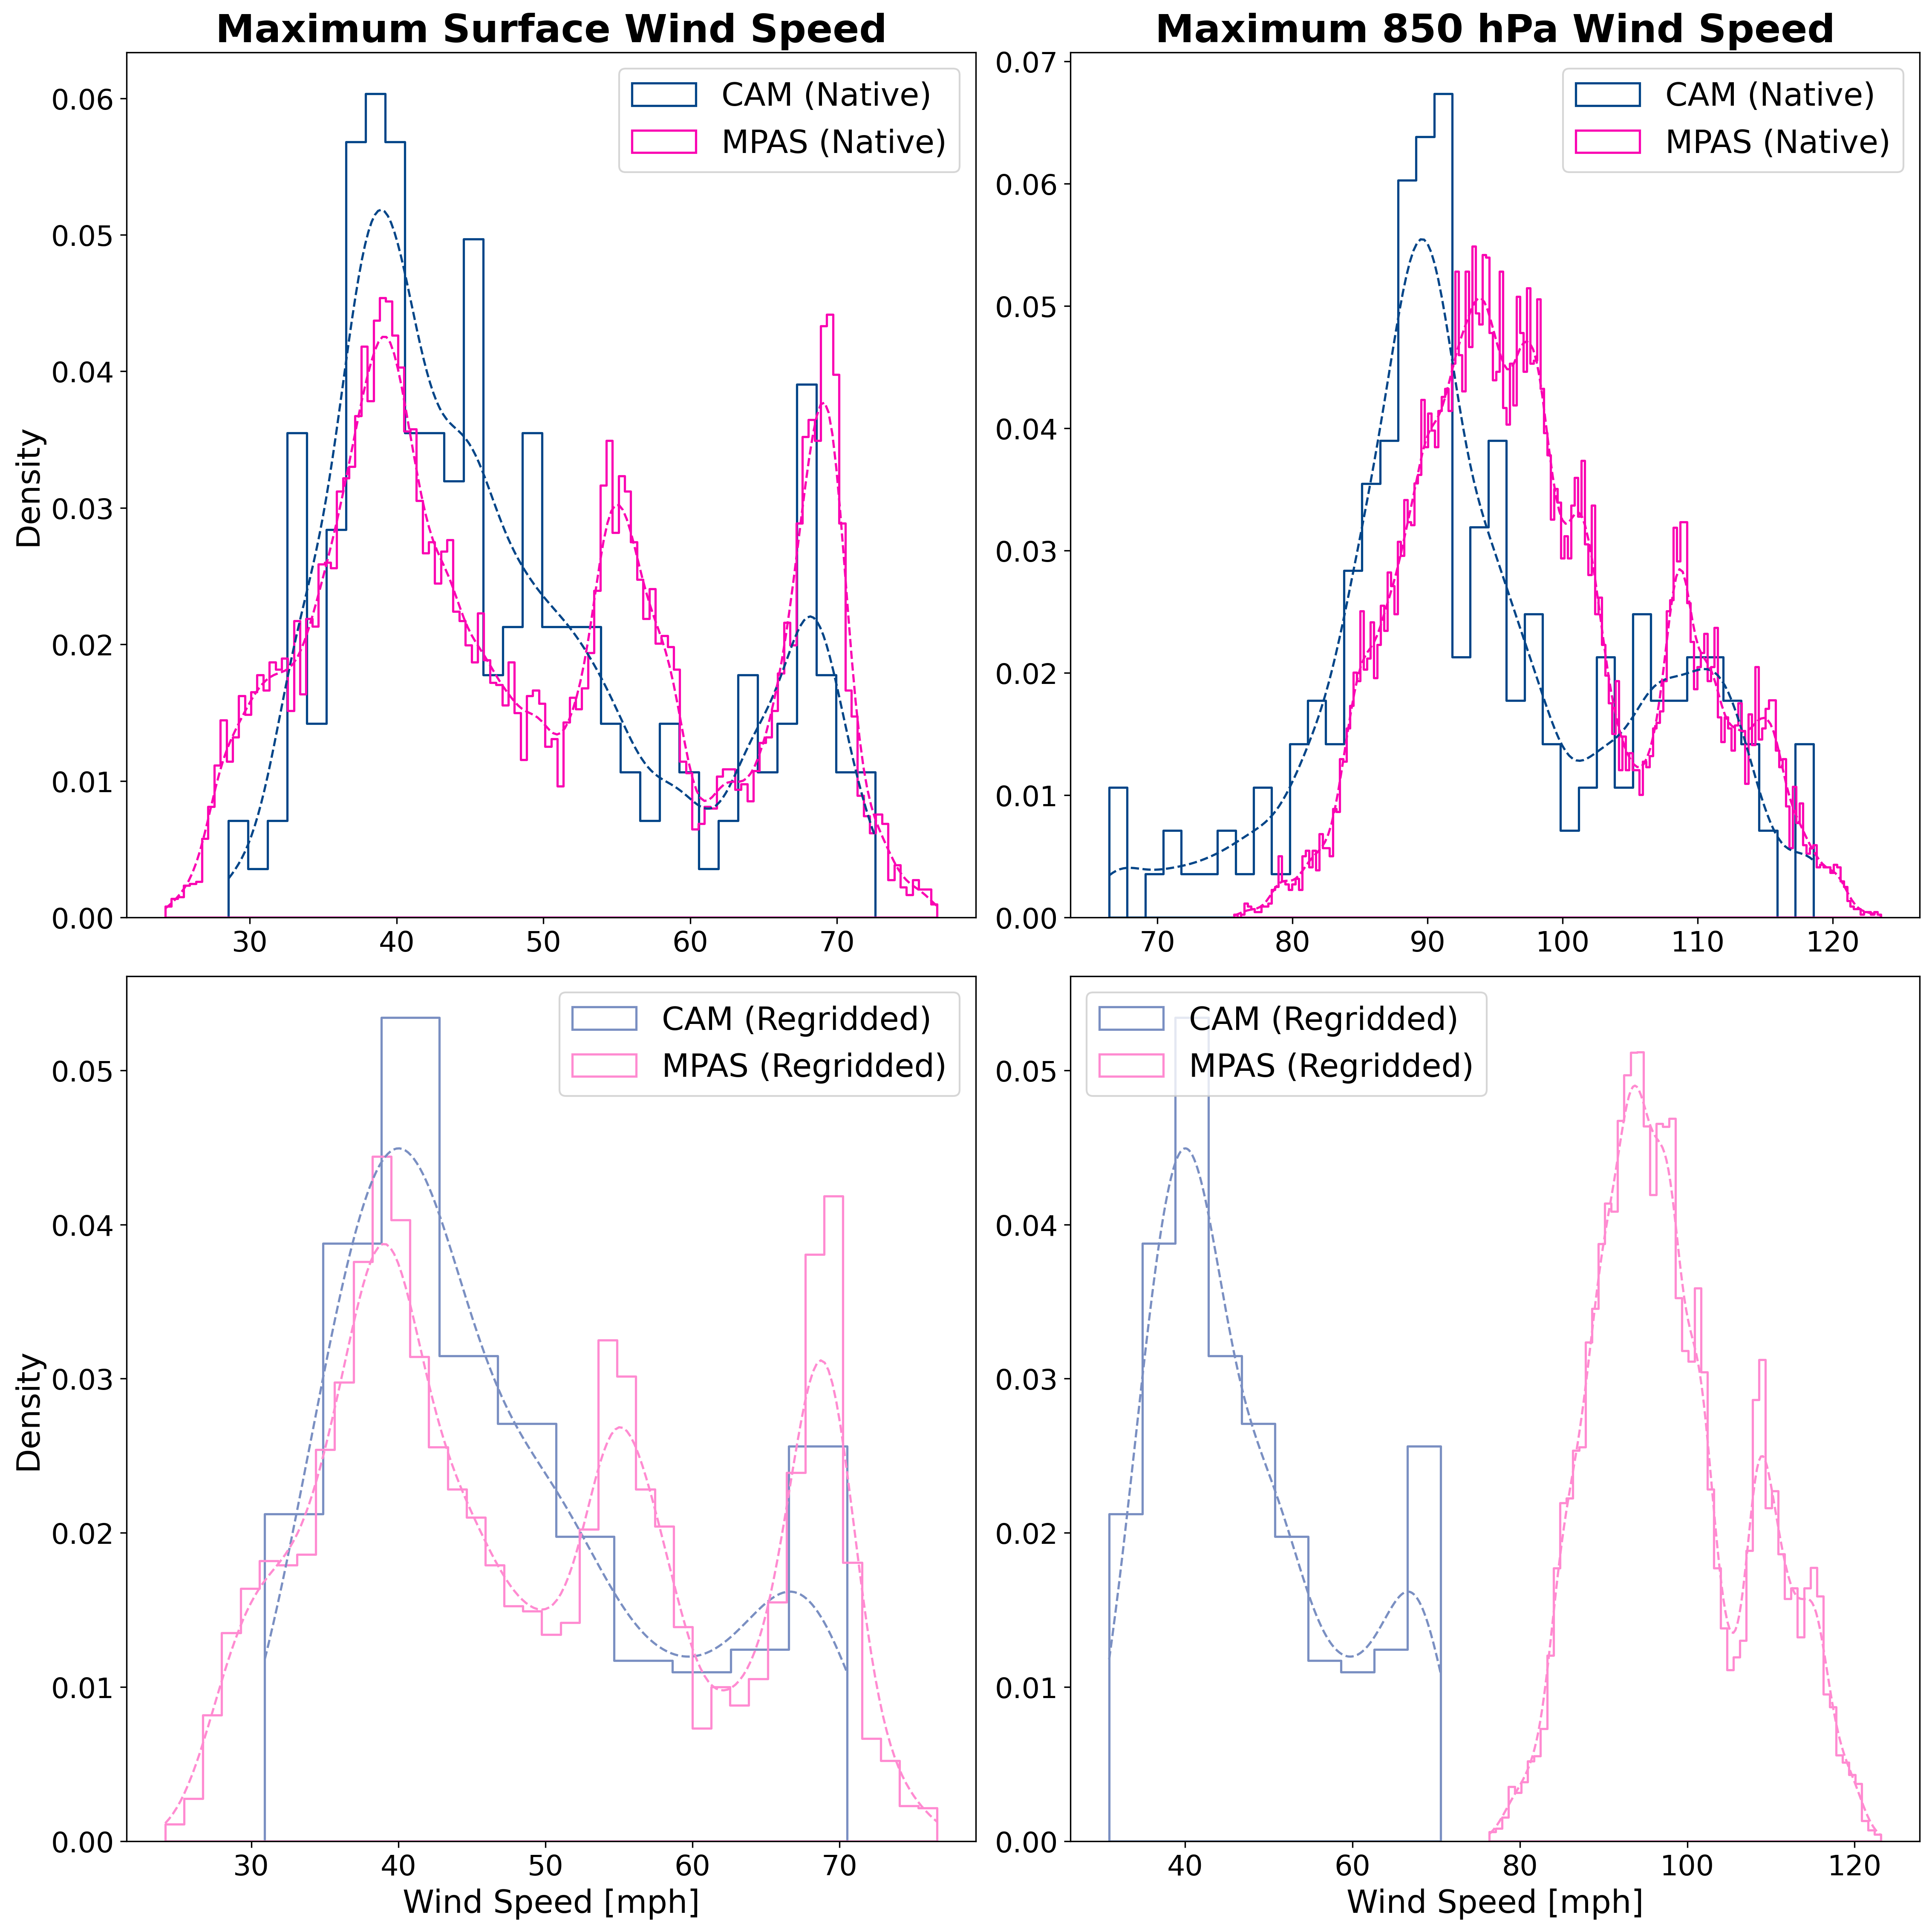 Maximum Surface Wind Speed
Maximum 850 hPa Wind Speed
CAM (Native)
MPAS (Native)
Density
0.06
0.05
0.04
0.03
0.02
0.01
0.00
30 40 50 60 70
CAM (Native)
MPAS (Native)
0.07
0.06
0.05
0.04
0.03
0.02
0.01
0.00
70 80 90 100 110 120
CAM (Regridded)
MPAS (Regridded)
Density
0.05
0.04
0.03
0.02
0.01
0.00
30 40 50 60 70
Wind Speed [mph]
CAM (Regridded)
MPAS (Regridded)
0.05
0.04
0.03
0.02
0.01
0.00
40 60 80 100 120
Wind Speed [mph]